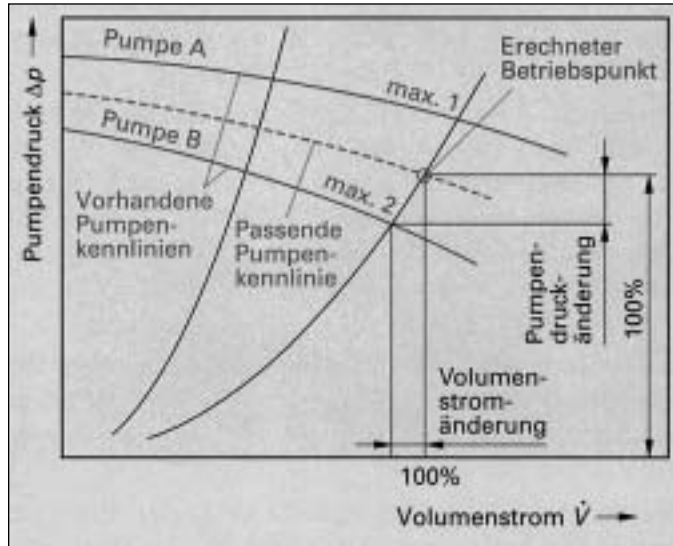 Pumpendruck Δp
Pumpe A
max. 1
Erechneter
Betriebspunkt
Pumpe B
max. 2
Vorhandene
Pumpen-
kennlinien
Passende
Pumpen-
kennlinie
Pumpen-
druck-
änderung
100%
Volumen-
strom-
änderung
100%
Volumenstrom V̇